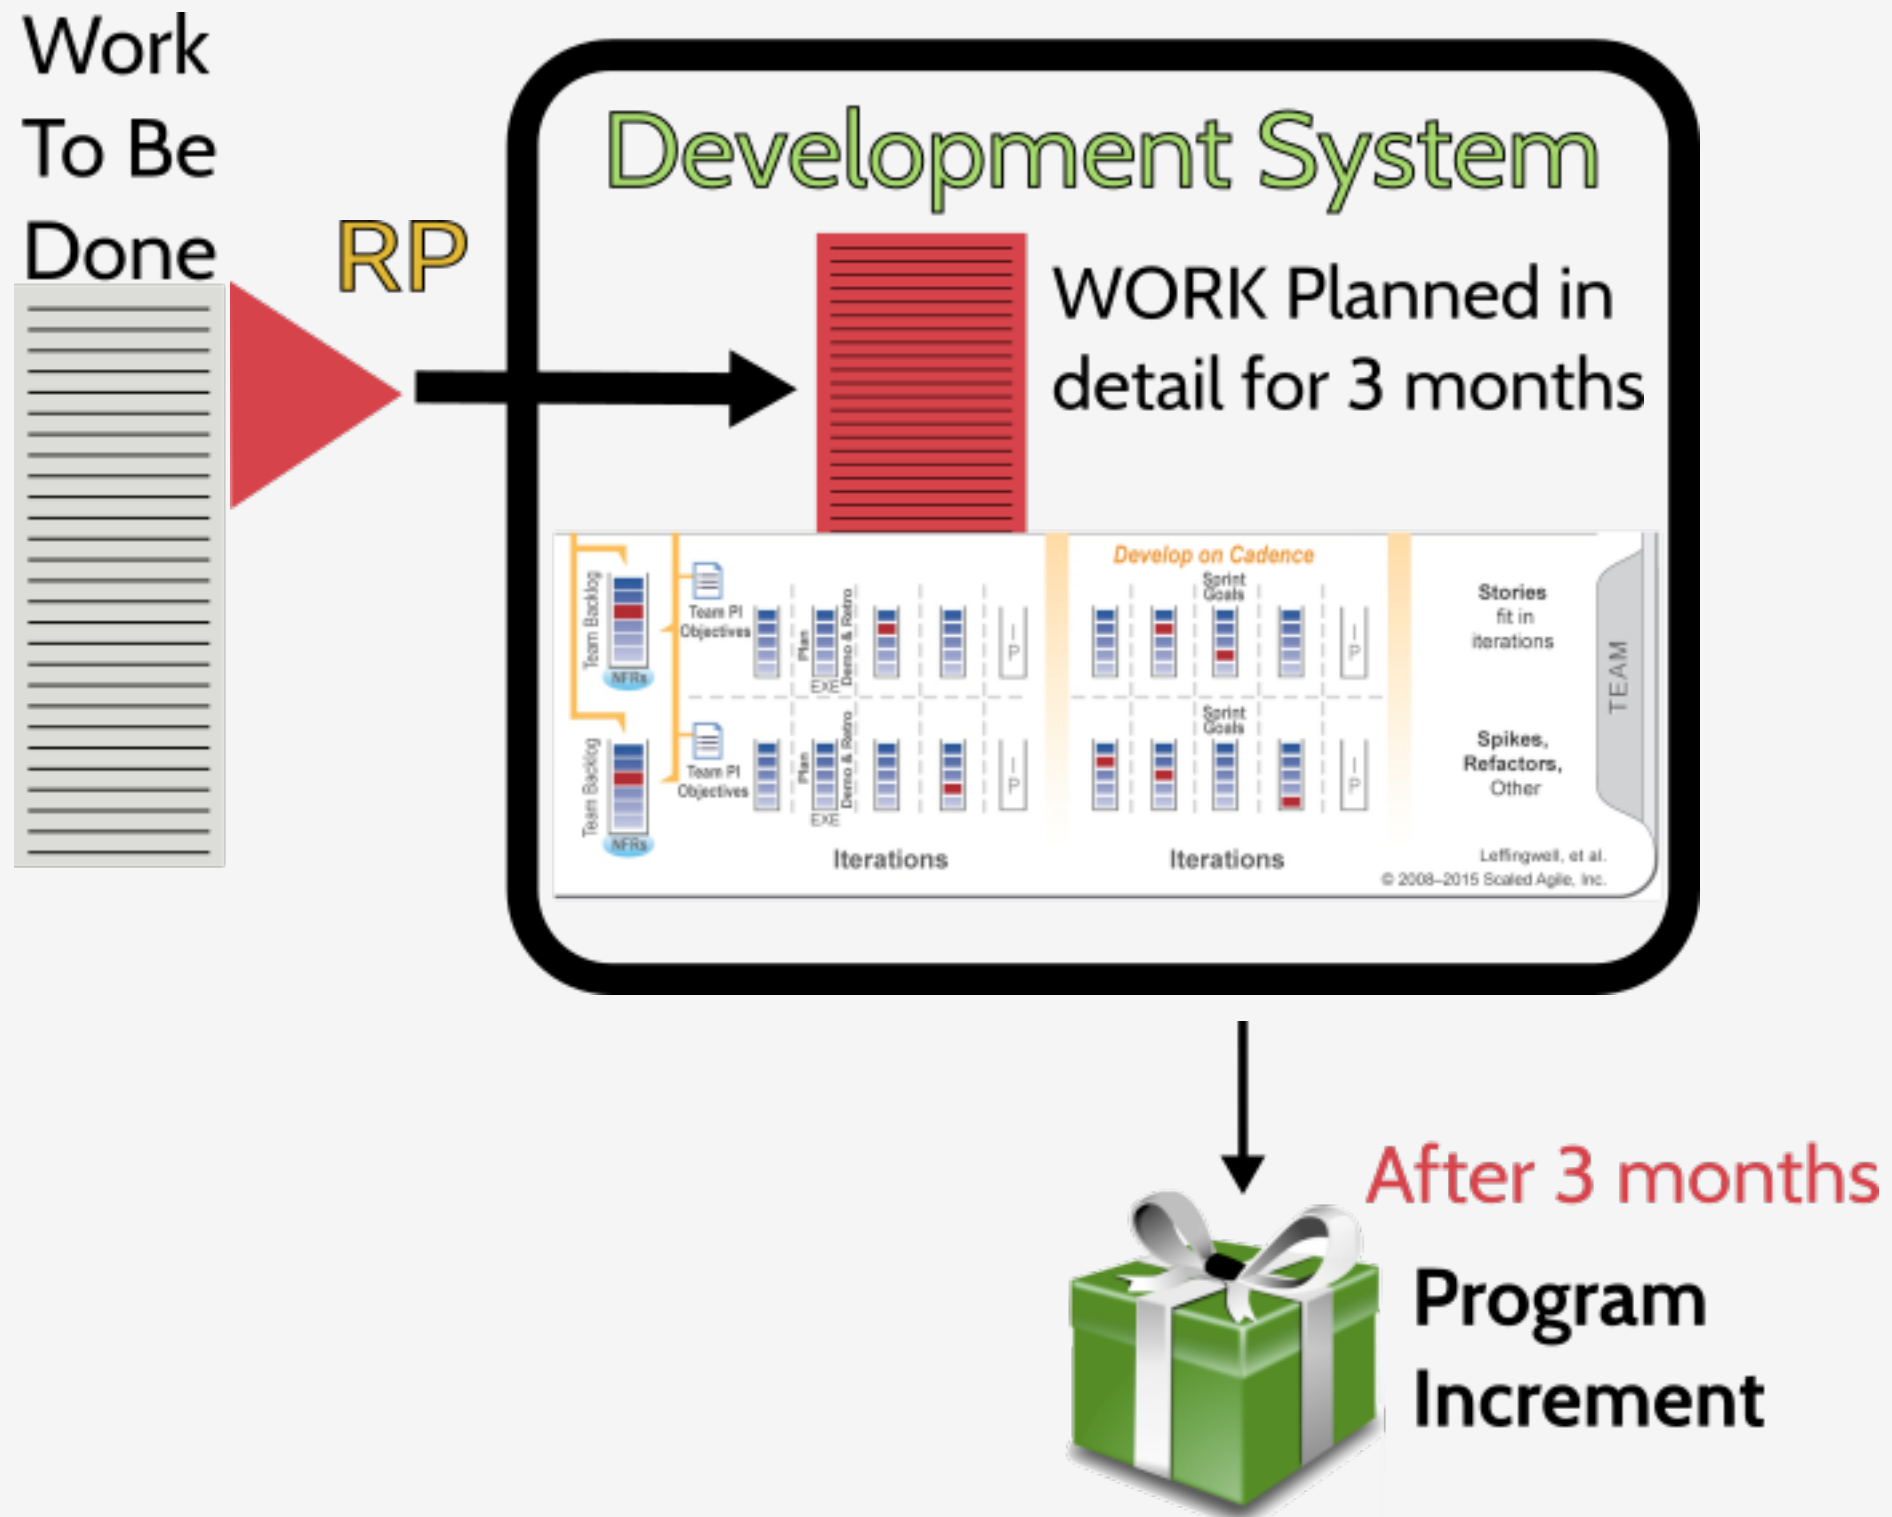 Work
To Be
Done
RP
Development System
WORK Planned in
detail for 3 months
Develop on Cadence
Team Backlog
NFRs
Team PI
Objectives
Plan
EXE
Demo & Retro
I
P
Sprint
Goals
I
P
Stories
fit in
iterations
TEAM
Team Backlog
NFRs
Team PI
Objectives
Plan
EXE
Demo & Retro
I
P
Sprint
Goals
I
P
Spikes,
Refactors,
Other
Iterations
Iterations
Leffingwell, et al.
© 2008–2015 Scaled Agile, Inc.
After 3 months
Program
Increment